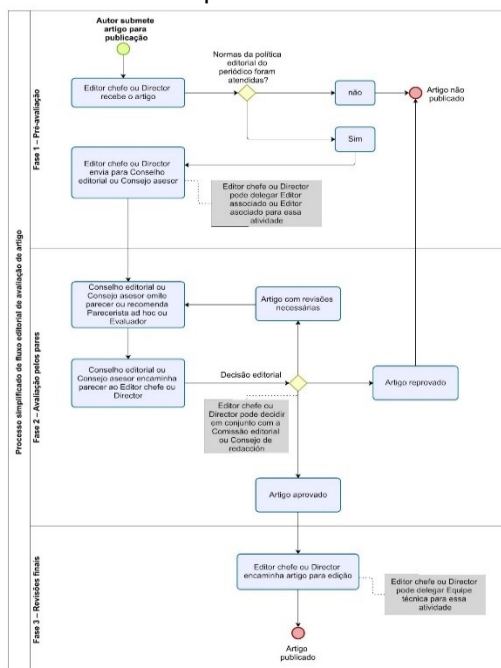 Processo simplificado de fluxo editorial de avaliação de artigo
Fase 1 – Pré-avaliação
Autor submete
artigo para
publicação
Normas da política
editorial do
periódico foram
atendidas?
Editor chefe ou Director
recebe o artigo
não
Artigo não
publicado
Sim
Editor chefe ou Director
envia para Conselho
editorial ou Consejo asesor
Editor chefe ou Director
pode delegar Editor
associado ou Editor
asociado para essa
atividade
Fase 2 – Avaliação pelos pares
Conselho editorial ou
Consejo asesor emite
parecer ou recomenda
Parecerista ad hoc ou
Evaluador
Artigo com revisões
necessárias
Conselho editorial ou
Consejo asesor encaminha
parecer ao Editor chefe ou
Director
Decisão editorial
Artigo reprovado
Editor chefe ou
Director pode decidir
em conjunto com a
Comissão editorial
ou Consejo de
redacción
Artigo aprovado
Fase 3 – Revisões finais
Editor chefe ou Director
encaminha artigo para edição
Editor chefe ou Director
pode delegar Equipe
técnica para essa
atividade
Artigo
publicado